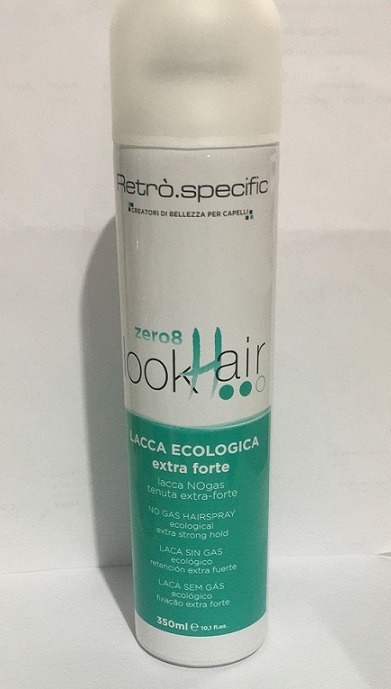 Retrò.specific
CREATORI DI BELLEZZA PER CAPELLI
zero8
lookHair
LACCA ECOLOGICA
extra forte
lacca NOgas
tenuta extra-forte
NO GAS HAIRSPRAY
ecological
extra strong hold
LACA SIN GAS
ecológico
retención extra fuerte
LACA SEM GÁS
ecológico
fixação extra forte
350ml ℮ 10,1 fl.oz.